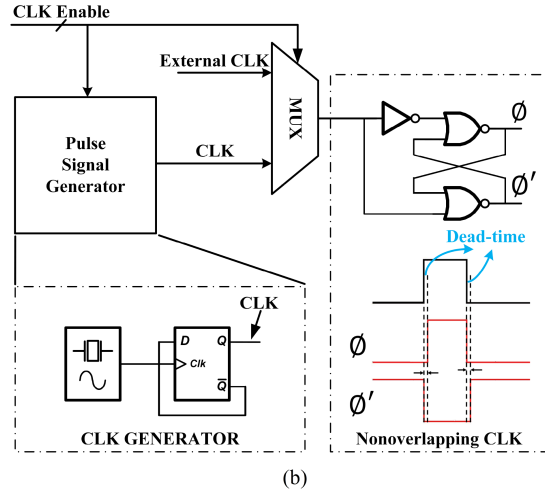 CLK Enable
External CLK
MUX
Pulse
Signal
Generator
CLK
Ø
Ø'
Dead-time
CLK
D Q
Clk
Q̅
CLK GENERATOR
Ø
Ø'
Nonoverlapping CLK
(b)